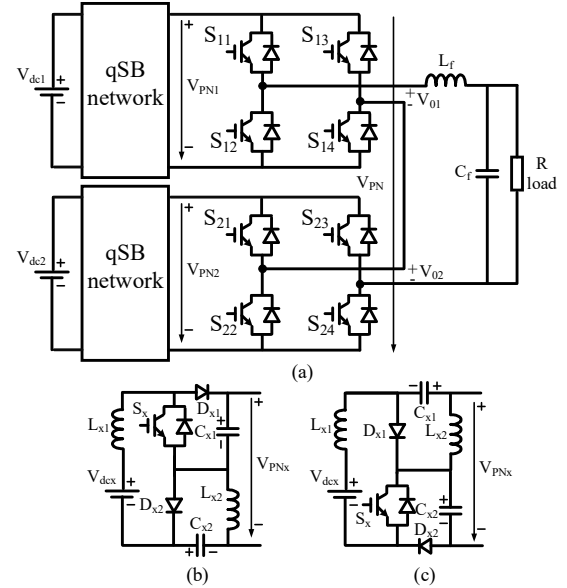 V_dc1 + −
qSB network
+ V_PN1 −
S_11
S_13
S_12
S_14
+ − V_01
L_f
C_f
R load
V_PN
V_dc2 + −
qSB network
+ V_PN2 −
S_21
S_23
S_22
S_24
+ − V_02
(a)
L_x1
S_x
D_x1
C_x1 + −
V_dcx + −
D_x2
L_x2
C_x2 + −
+ V_PNx −
(b)
L_x1
D_x1
− + C_x1
L_x2
V_dcx + −
S_x
C_x2 + −
D_x2
+ V_PNx −
(c)